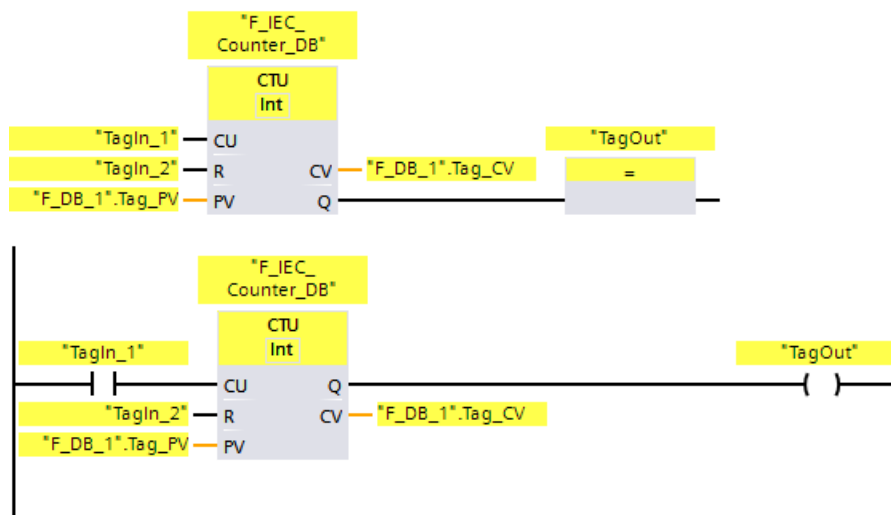 "F_IEC_
Counter_DB"
CTU
Int
"TagIn_1" CU
"TagOut"
"TagIn_2" R CV "F_DB_1".Tag_CV =
"F_DB_1".Tag_PV PV Q
"F_IEC_
Counter_DB"
CTU
Int
"TagIn_1" "TagOut"
CU Q
"TagIn_2" R CV "F_DB_1".Tag_CV
"F_DB_1".Tag_PV PV